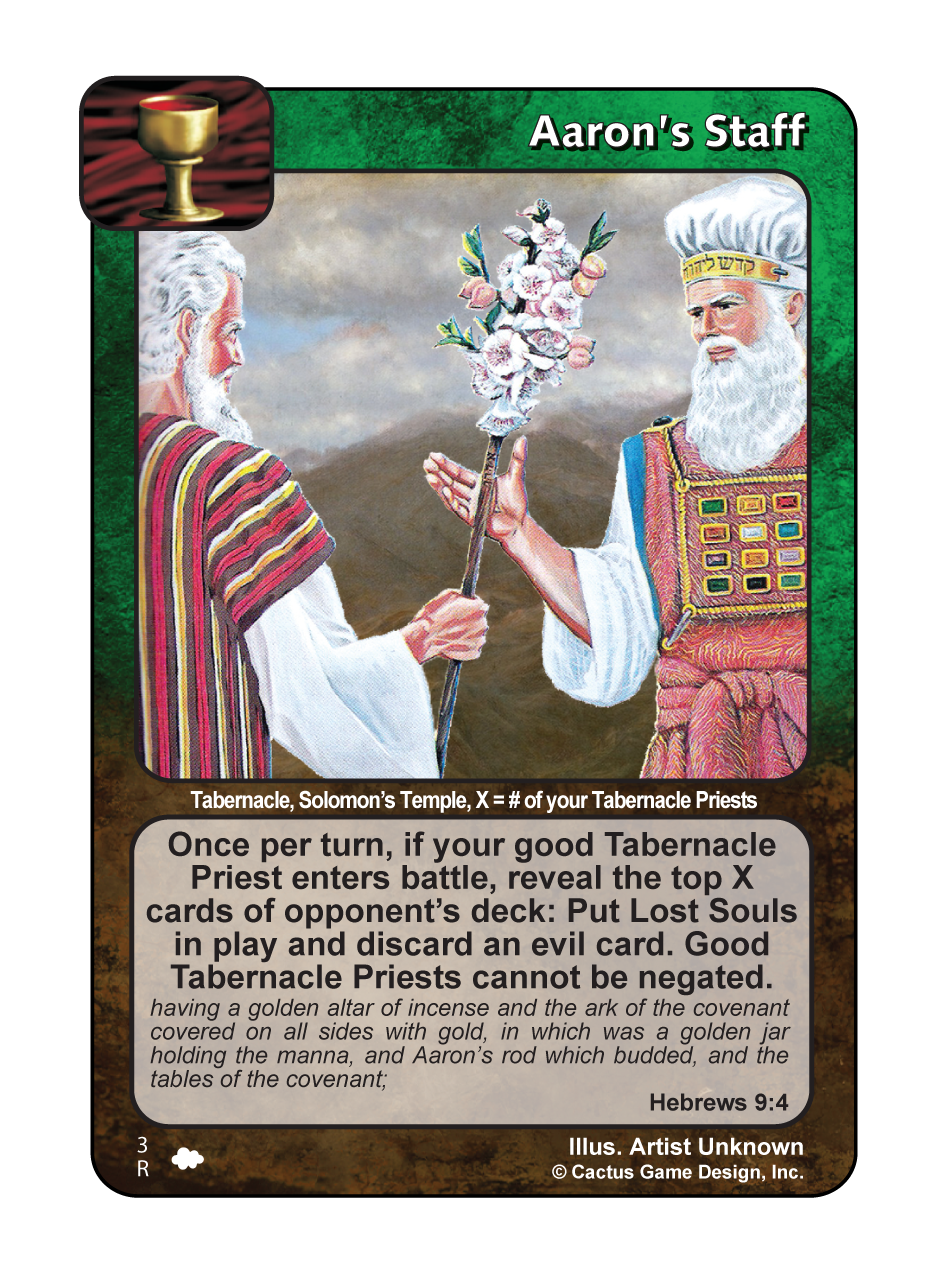 Aaron's Staff
קדש ליהוה
Tabernacle, Solomon's Temple, X = # of your Tabernacle Priests
Once per turn, if your good Tabernacle
Priest enters battle, reveal the top X
cards of opponent's deck: Put Lost Souls
in play and discard an evil card. Good
Tabernacle Priests cannot be negated.
having a golden altar of incense and the ark of the covenant
covered on all sides with gold, in which was a golden jar
holding the manna, and Aaron's rod which budded, and the
tables of the covenant;
Hebrews 9:4
3
R
Illus. Artist Unknown
© Cactus Game Design, Inc.